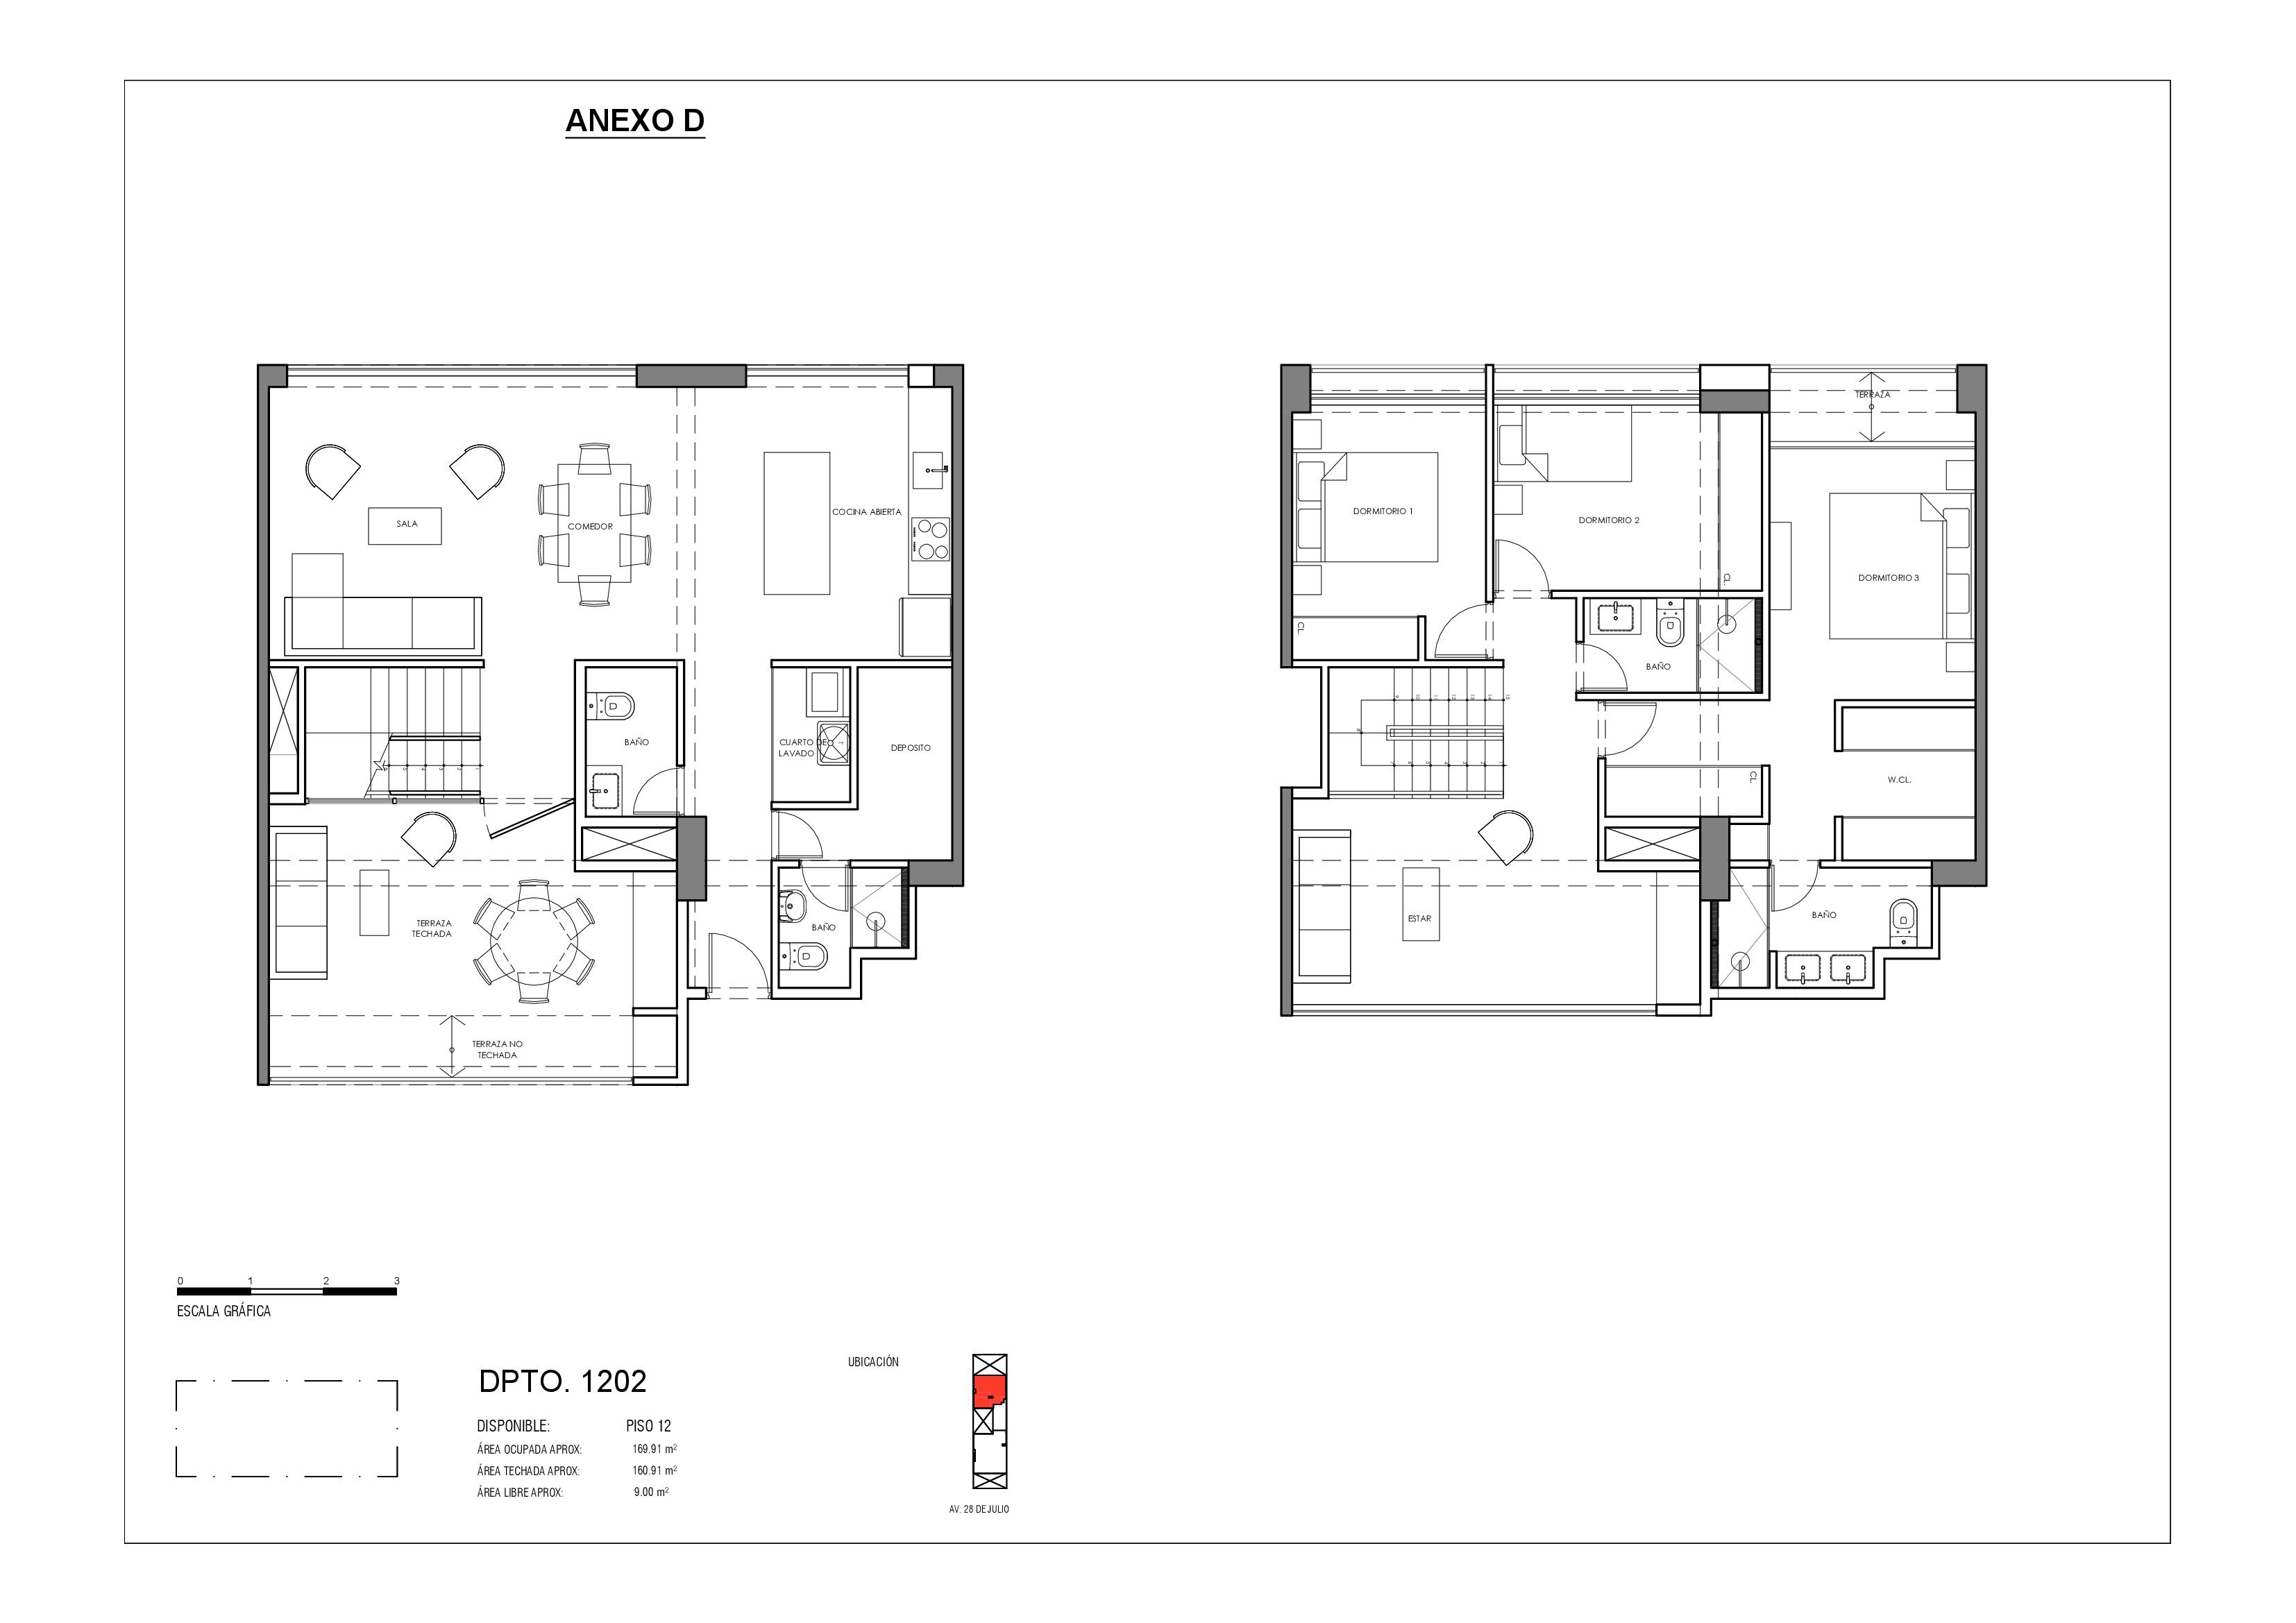 ANEXO D
SALA
COMEDOR
COCINA ABIERTA
BAÑO
CUARTO DE
LAVADO
DEPOSITO
TERRAZA
TECHADA
BAÑO
TERRAZA NO
TECHADA
TERRAZA
DORMITORIO 1
DORMITORIO 2
DORMITORIO 3
CL.
CL.
BAÑO
CL.
W.CL.
ESTAR
BAÑO
0 1 2 3
ESCALA GRÁFICA
DPTO. 1202
DISPONIBLE: PISO 12
ÁREA OCUPADA APROX: 169.91 m²
ÁREA TECHADA APROX: 160.91 m²
ÁREA LIBRE APROX: 9.00 m²
UBICACIÓN
AV. 28 DE JULIO